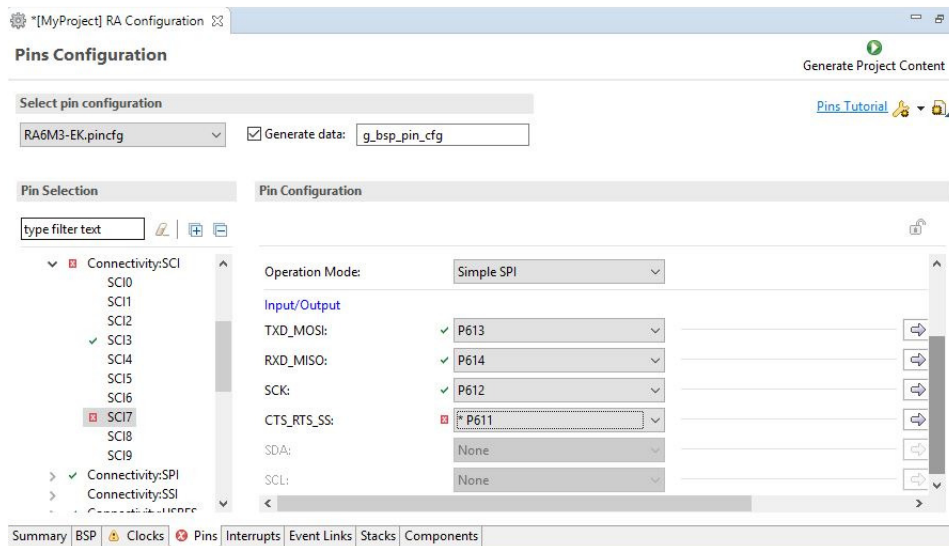 *[MyProject] RA Configuration
Pins Configuration
Generate Project Content
Select pin configuration
Pins Tutorial
RA6M3-EK.pincfg
Generate data:
g_bsp_pin_cfg
Pin Selection
Pin Configuration
type filter text
Connectivity:SCI
SCI0
SCI1
SCI2
SCI3
SCI4
SCI5
SCI6
SCI7
SCI8
SCI9
Connectivity:SPI
Connectivity:SSI
Operation Mode: Simple SPI
Input/Output
TXD_MOSI: P613
RXD_MISO: P614
SCK: P612
CTS_RTS_SS: * P611
SDA: None
SCL: None
Summary BSP Clocks Pins Interrupts Event Links Stacks Components